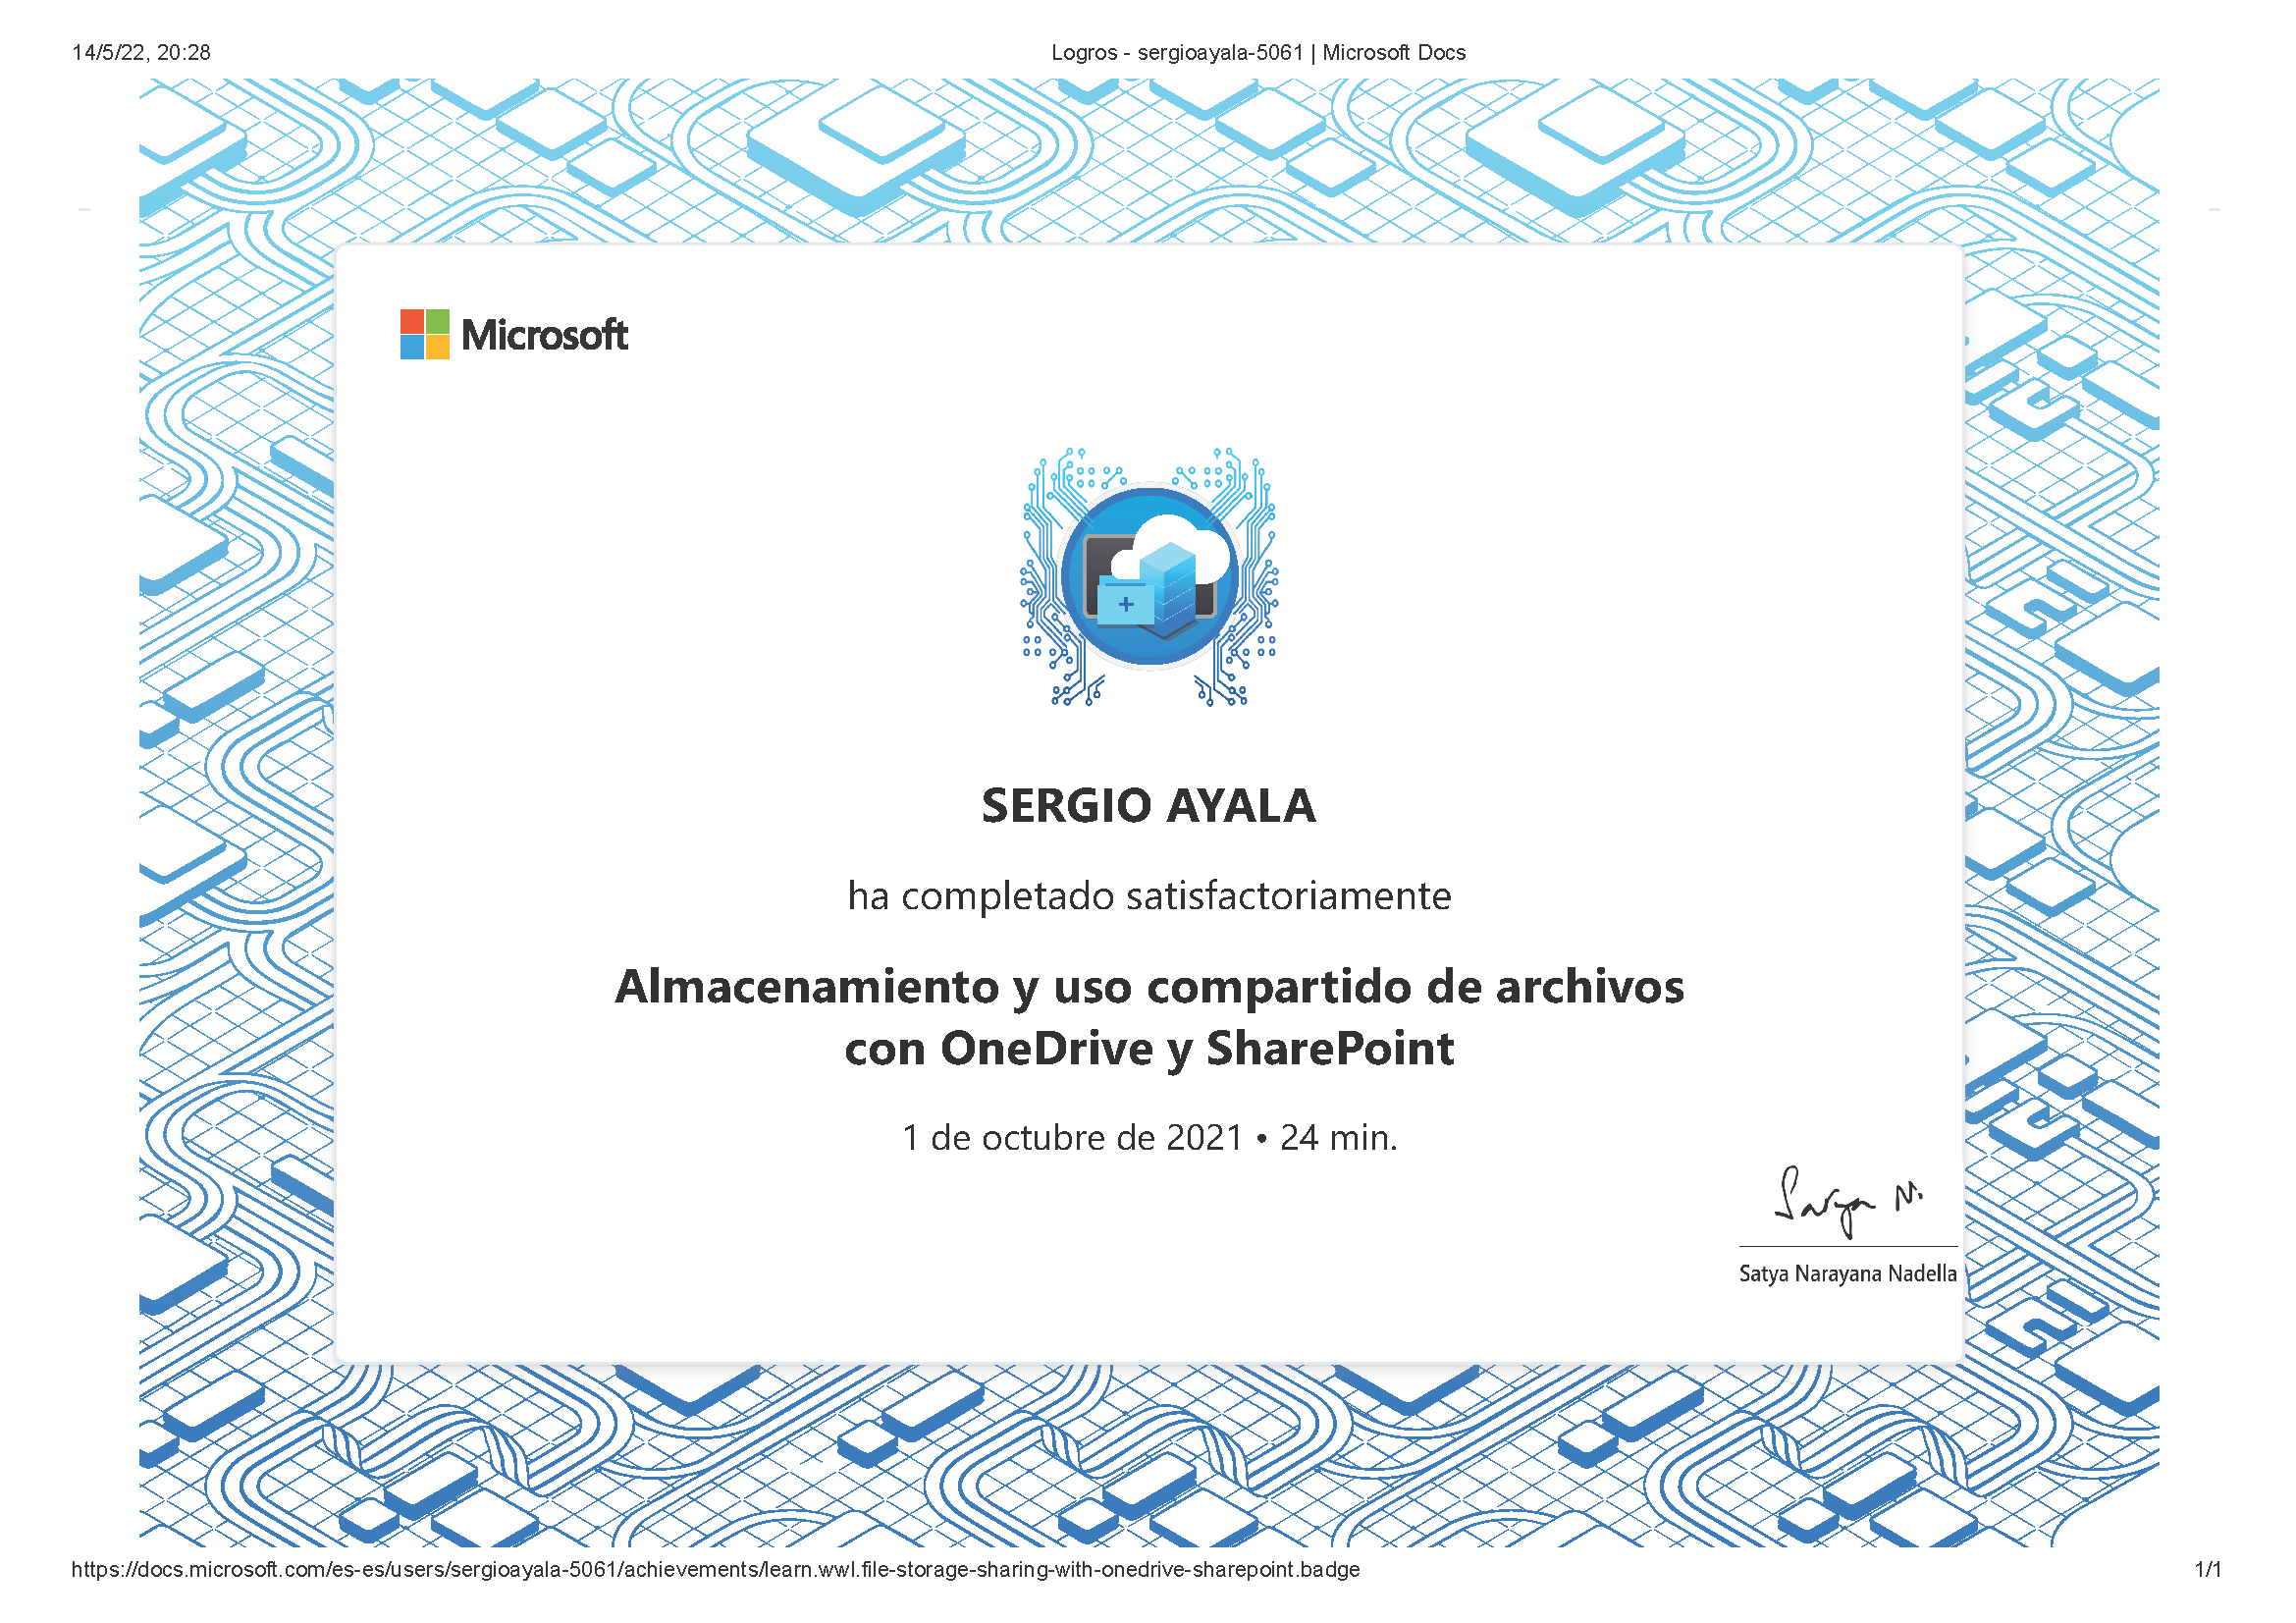 14/5/22, 20:28
Logros - sergioayala-5061 | Microsoft Docs
Microsoft
SERGIO AYALA
ha completado satisfactoriamente
Almacenamiento y uso compartido de archivos
con OneDrive y SharePoint
1 de octubre de 2021 • 24 min.
Satya N.
Satya Narayana Nadella
https://docs.microsoft.com/es-es/users/sergioayala-5061/achievements/learn.wwl.file-storage-sharing-with-onedrive-sharepoint.badge
1/1